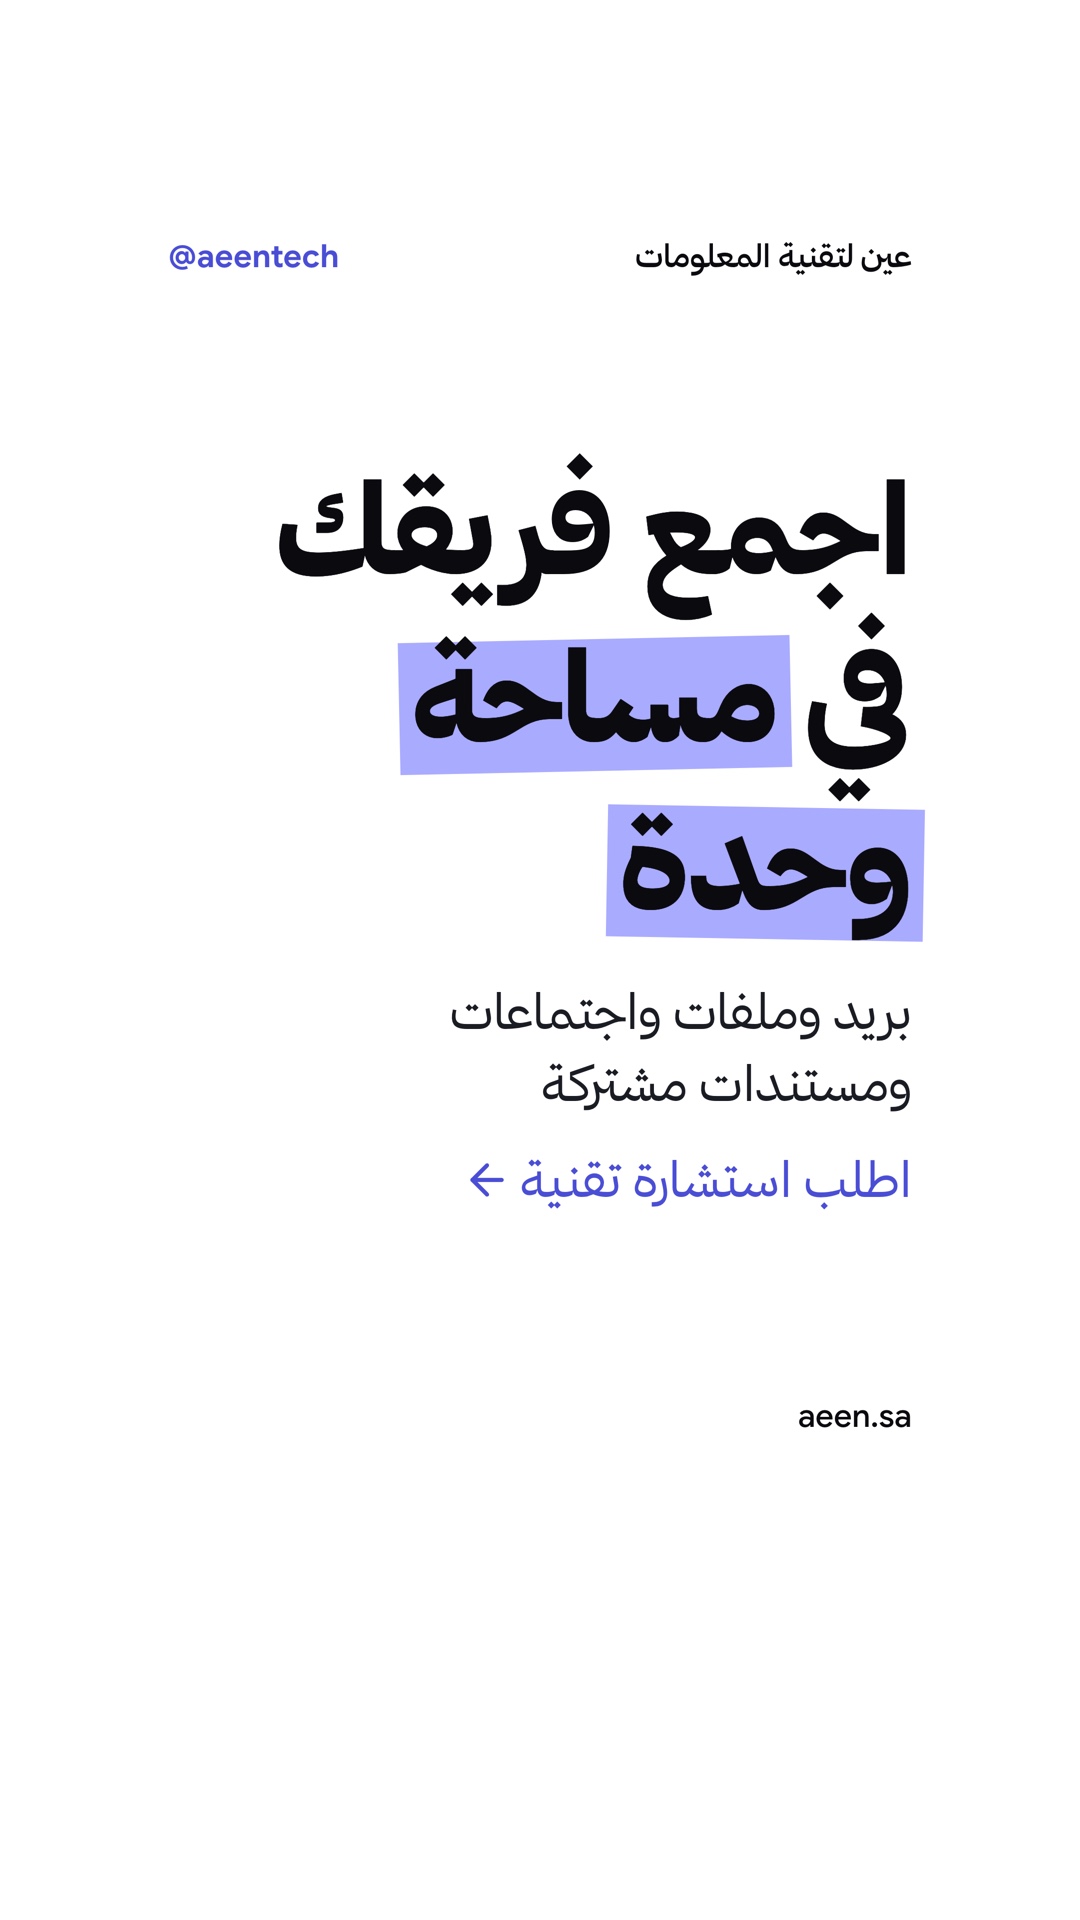 عين لتقنية المعلومات
@aeentech
اجمع فريقك
في مساحة
وحدة
بريد وملفات واجتماعات
ومستندات مشتركة
اطلب استشارة تقنية ←
aeen.sa